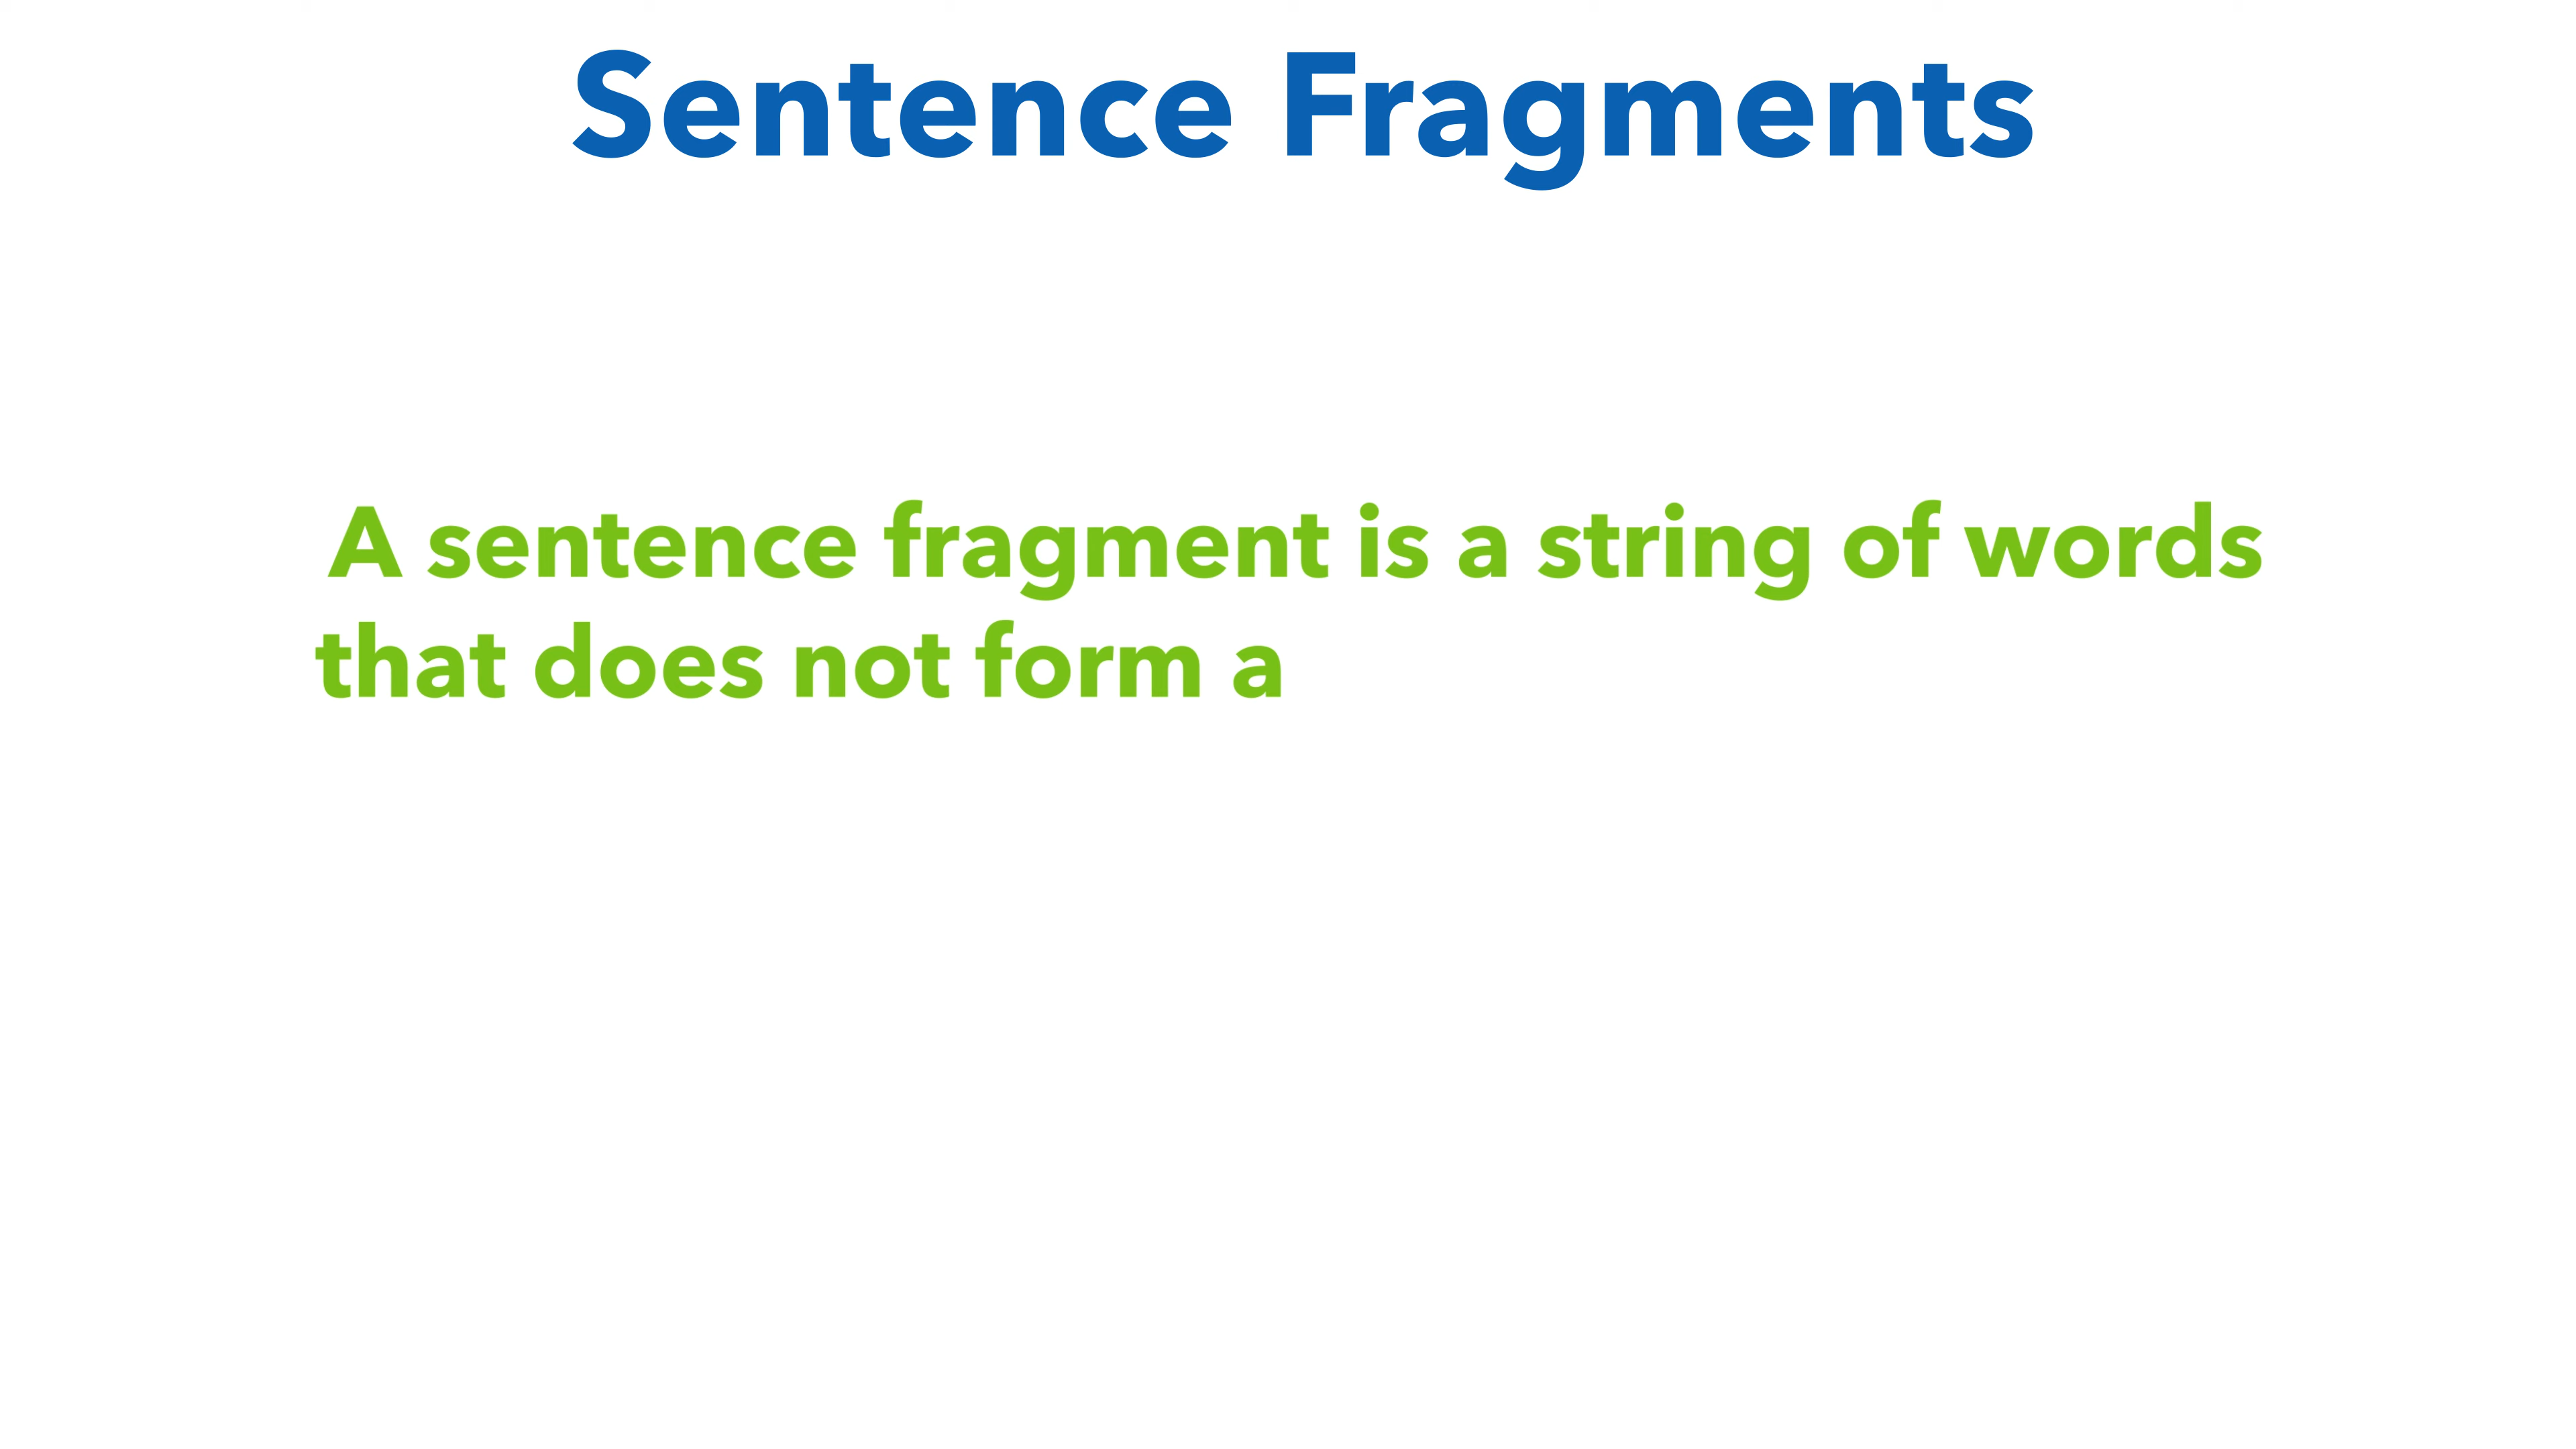 Sentence Fragments
A sentence fragment is a string of words
that does not form a